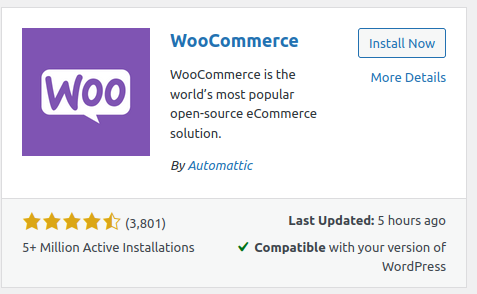 WOO
WooCommerce
Install Now
More Details
WooCommerce is the
world's most popular
open-source eCommerce
solution.
By Automattic
(3,801)
5+ Million Active Installations
Last Updated: 5 hours ago
Compatible with your version of
WordPress